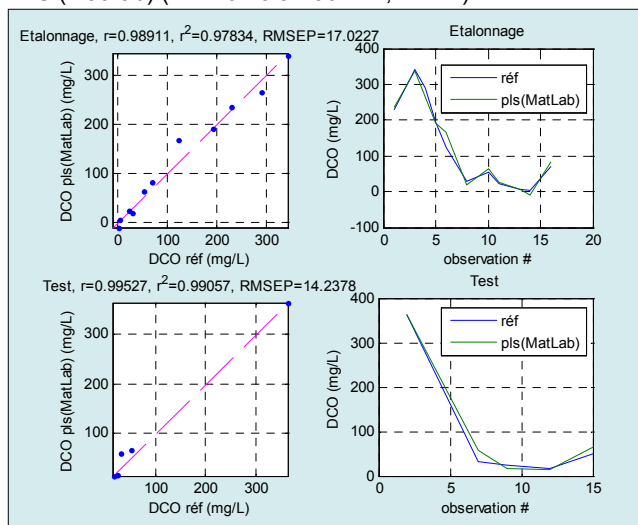 Etalonnage, r=0.98911, r²=0.97834, RMSEP=17.0227
DCO pls(MatLab) (mg/L)
300
200
100
0
0 100 200 300
DCO réf (mg/L)
Etalonnage
DCO (mg/L)
400
300
200
100
0
-100
réf
pls(MatLab)
0 5 10 15 20
observation #
Test, r=0.99527, r²=0.99057, RMSEP=14.2378
DCO pls(MatLab) (mg/L)
300
200
100
100 200 300
DCO réf (mg/L)
Test
DCO (mg/L)
400
300
200
100
0
réf
pls(MatLab)
0 5 10 15
observation #